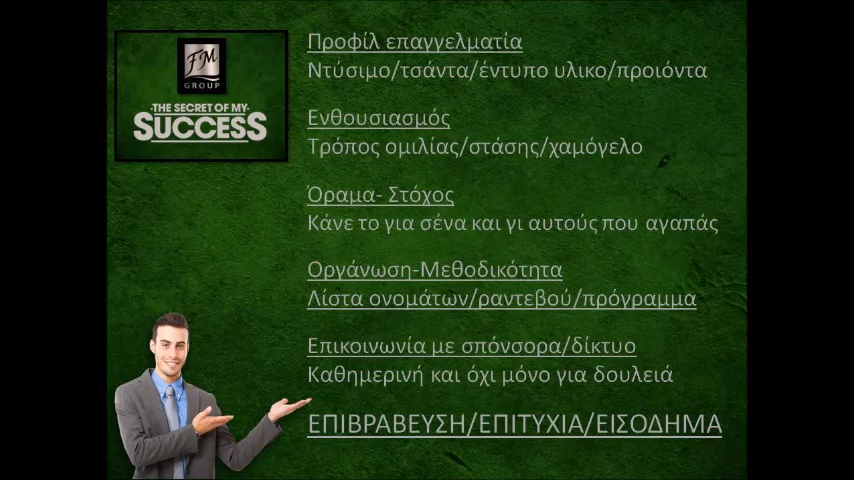 FM
GROUP
·THE SECRET OF MY·
SUCCESS
Προφίλ επαγγελματία
Ντύσιμο/τσάντα/έντυπο υλικο/προιόντα
Ενθουσιασμός
Τρόπος ομιλίας/στάσης/χαμόγελο
Όραμα- Στόχος
Κάνε το για σένα και γι αυτούς που αγαπάς
Οργάνωση-Μεθοδικότητα
Λίστα ονομάτων/ραντεβού/πρόγραμμα
Επικοινωνία με σπόνσορα/δίκτυο
Καθημερινή και όχι μόνο για δουλειά
ΕΠΙΒΡΑΒΕΥΣΗ/ΕΠΙΤΥΧΙΑ/ΕΙΣΟΔΗΜΑ